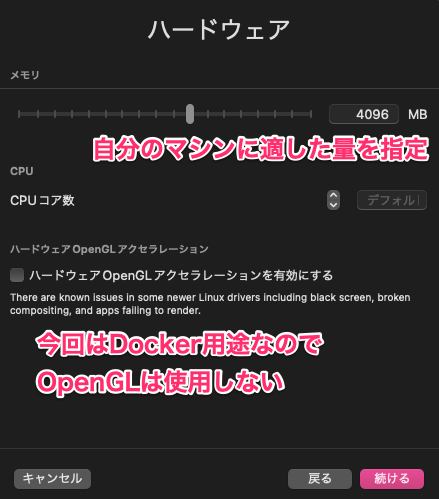 ハードウェア
メモリ
4096 MB
自分のマシンに適した量を指定
CPU
CPUコア数
デフォル
ハードウェアOpenGLアクセラレーション
ハードウェアOpenGLアクセラレーションを有効にする
There are known issues in some newer Linux drivers including black screen, broken
compositing, and apps failing to render.
今回はDocker用途なので
OpenGLは使用しない
キャンセル
戻る
続ける